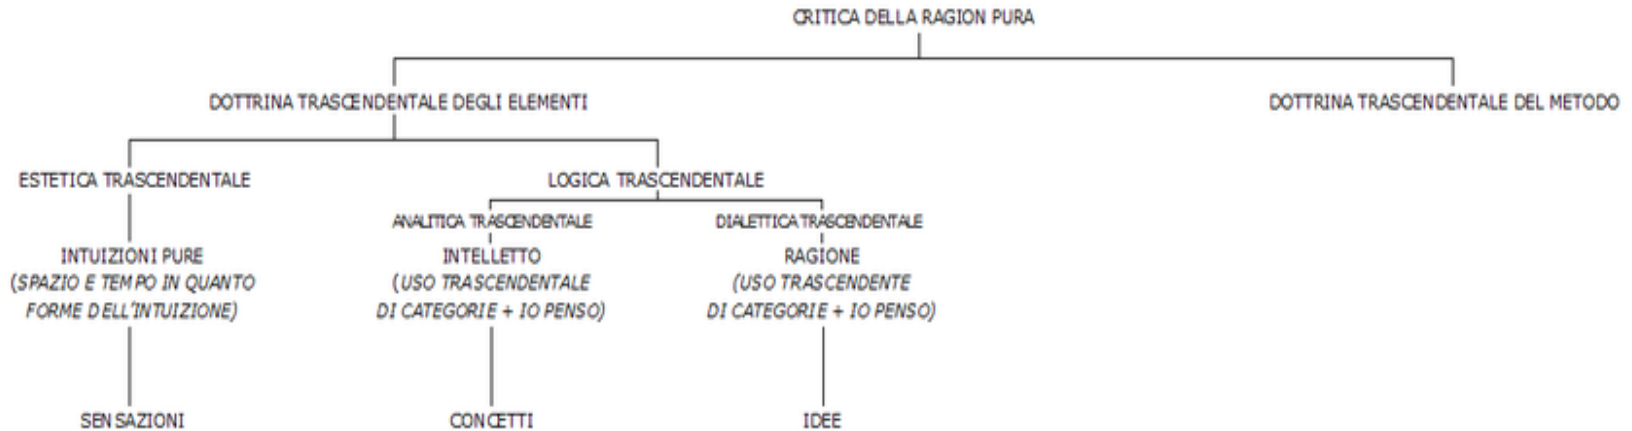 CRITICA DELLA RAGION PURA
DOTTRINA TRASCENDENTALE DEGLI ELEMENTI
DOTTRINA TRASCENDENTALE DEL METODO
ESTETICA TRASCENDENTALE
LOGICA TRASCENDENTALE
ANALITICA TRASCENDENTALE
DIALETTICA TRASCENDENTALE
INTUIZIONI PURE
(SPAZIO E TEMPO IN QUANTO
FORME DELL'INTUIZIONE)
INTELLETTO
(USO TRASCENDENTALE
DI CATEGORIE + IO PENSO)
RAGIONE
(USO TRASCENDENTE
DI CATEGORIE + IO PENSO)
SENSAZIONI
CONCETTI
IDEE